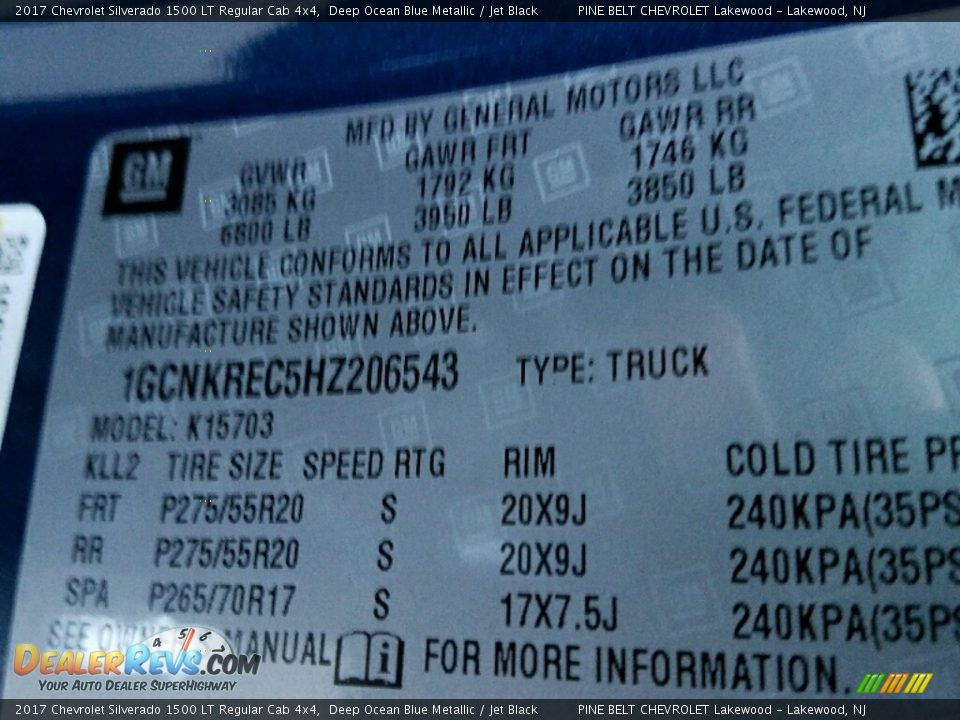 2017 Chevrolet Silverado 1500 LT Regular Cab 4x4, Deep Ocean Blue Metallic / Jet Black PINE BELT CHEVROLET Lakewood - Lakewood, NJ
MFD BY GENERAL MOTORS LLC
GM
GVWR GAWR FRT GAWR RR
3085 KG 1792 KG 1746 KG
6800 LB 3950 LB 3850 LB
THIS VEHICLE CONFORMS TO ALL APPLICABLE U.S. FEDERAL M
VEHICLE SAFETY STANDARDS IN EFFECT ON THE DATE OF
MANUFACTURE SHOWN ABOVE.
1GCNKREC5HZ206543 TYPE: TRUCK
MODEL: K15703
KLL2 TIRE SIZE SPEED RTG RIM COLD TIRE PR
FRT P275/55R20 S 20X9J 240KPA(35PS
RR P275/55R20 S 20X9J 240KPA(35PS
SPA P265/70R17 S 17X7.5J 240KPA(35PS
SEE MANUAL FOR MORE INFORMATION.
4 5 6
DEALERREVS.COM
YOUR AUTO DEALER SUPERHIGHWAY
2017 Chevrolet Silverado 1500 LT Regular Cab 4x4, Deep Ocean Blue Metallic / Jet Black PINE BELT CHEVROLET Lakewood - Lakewood, NJ